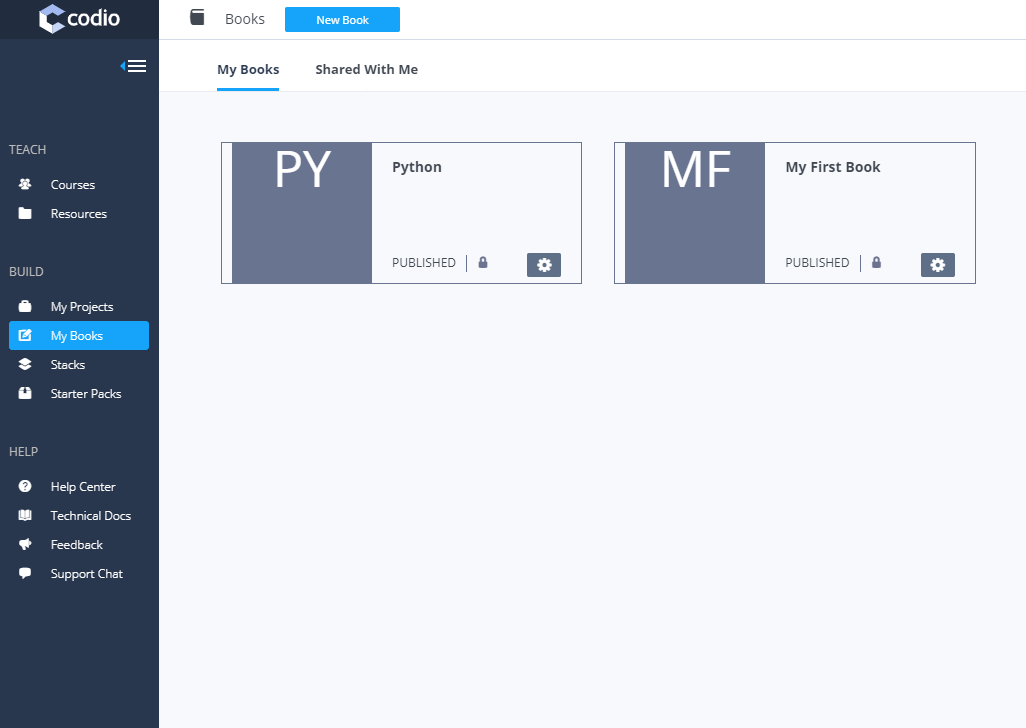 codio
Books
New Book
My Books
Shared With Me
TEACH
Courses
Resources
BUILD
My Projects
My Books
Stacks
Starter Packs
HELP
Help Center
Technical Docs
Feedback
Support Chat
PY
Python
PUBLISHED
MF
My First Book
PUBLISHED